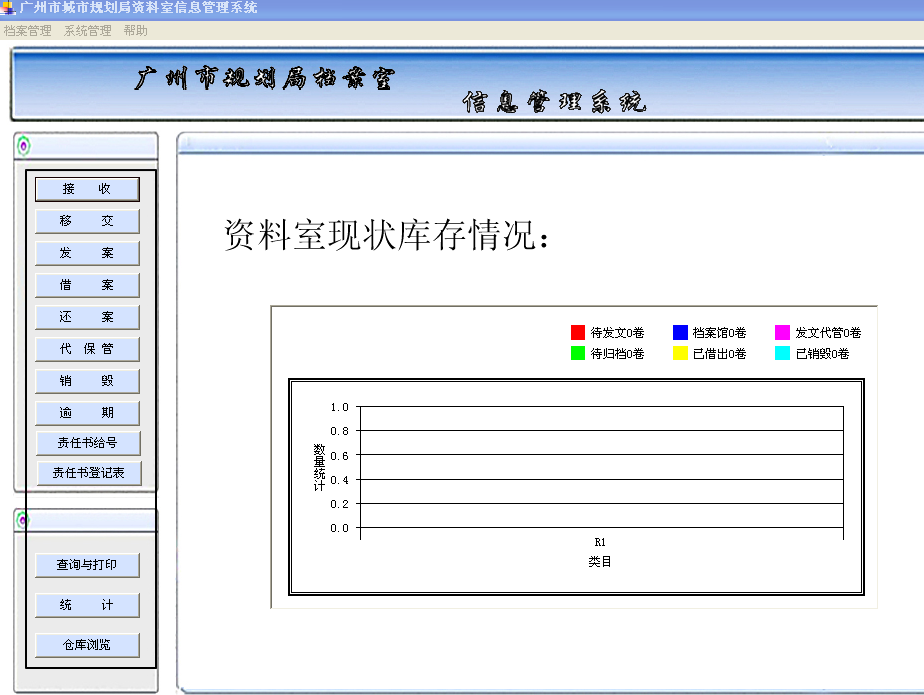 广州市城市规划局资料室信息管理系统
档案管理 系统管理 帮助
广州市规划局档案室
信息管理系统
接 收
移 交
发 案
借 案
还 案
代 保 管
销 毁
逾 期
责任书给号
责任书登记表
查询与打印
统 计
仓库浏览
资料室现状库存情况：
待发文0卷 档案馆0卷 发文代管0卷
待归档0卷 已借出0卷 已销毁0卷
数量统计
1.0
0.8
0.6
0.4
0.2
0.0
R1
类目